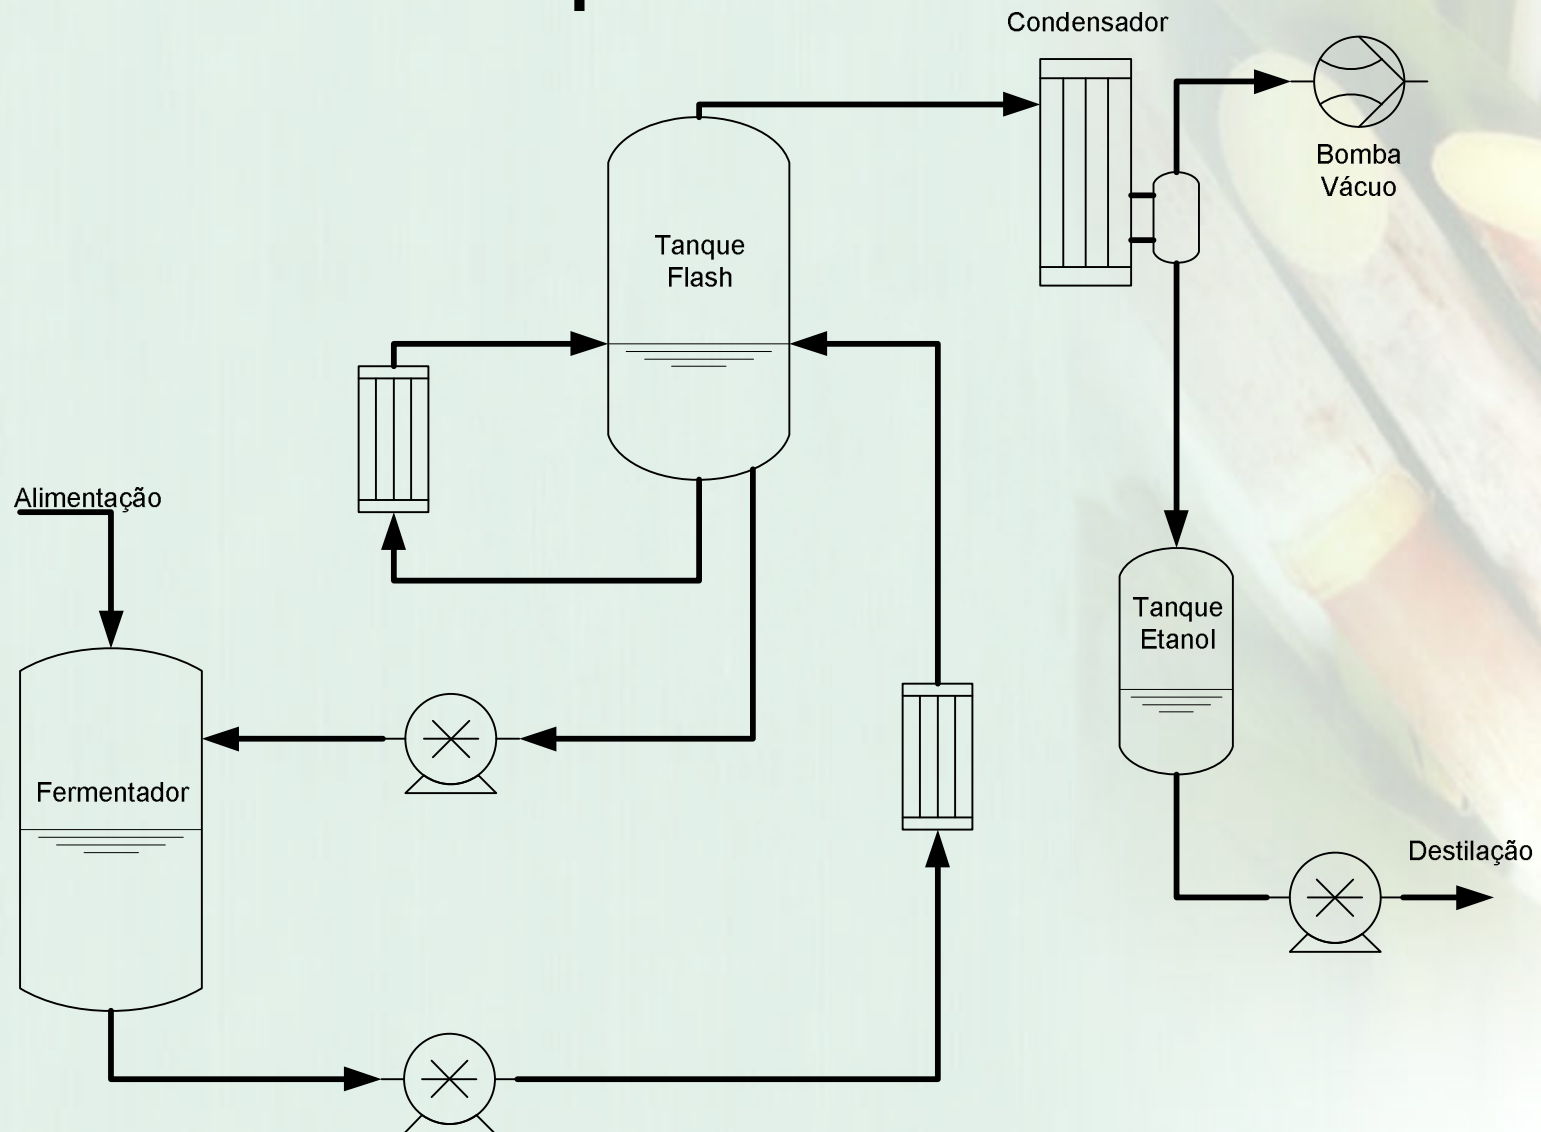 Condensador
Bomba
Vácuo
Tanque
Flash
Alimentação
Tanque
Etanol
Fermentador
Destilação